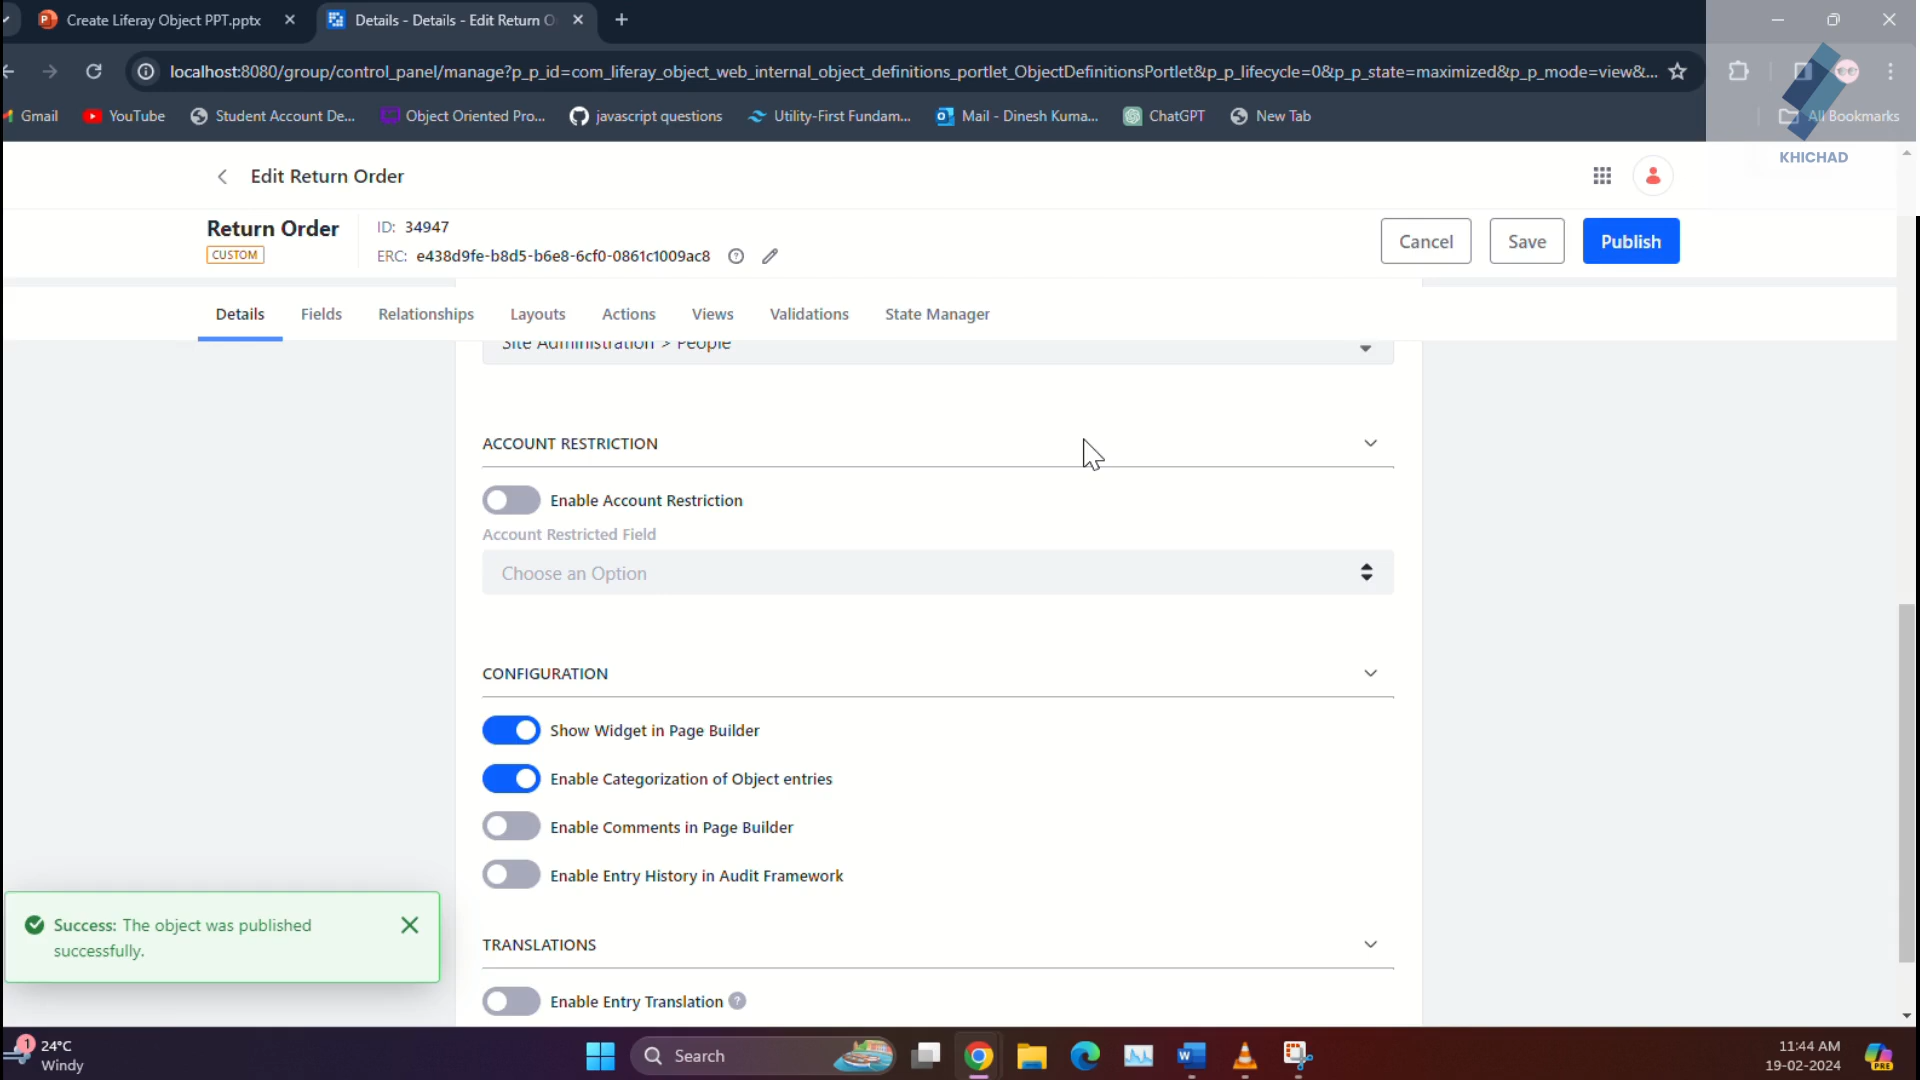 Create Liferay Object PPT.pptx
Details - Details - Edit Return O
localhost:8080/group/control_panel/manage?p_p_id=com_liferay_object_web_internal_object_definitions_portlet_ObjectDefinitionsPortlet&p_p_lifecycle=0&p_p_state=maximized&p_p_mode=view&...
Gmail
YouTube
Student Account De...
Object Oriented Pro...
javascript questions
Utility-First Fundam...
Mail - Dinesh Kuma...
ChatGPT
New Tab
All Bookmarks
KHICHAD
Edit Return Order
Return Order
CUSTOM
ID: 34947
ERC: e438d9fe-b8d5-b6e8-6cf0-0861c1009ac8
Cancel
Save
Publish
Details
Fields
Relationships
Layouts
Actions
Views
Validations
State Manager
Site Administration > People
ACCOUNT RESTRICTION
Enable Account Restriction
Account Restricted Field
Choose an Option
CONFIGURATION
Show Widget in Page Builder
Enable Categorization of Object entries
Enable Comments in Page Builder
Enable Entry History in Audit Framework
Success: The object was published
successfully.
TRANSLATIONS
Enable Entry Translation
1
24°C
Windy
Search
11:44 AM
19-02-2024
PRE